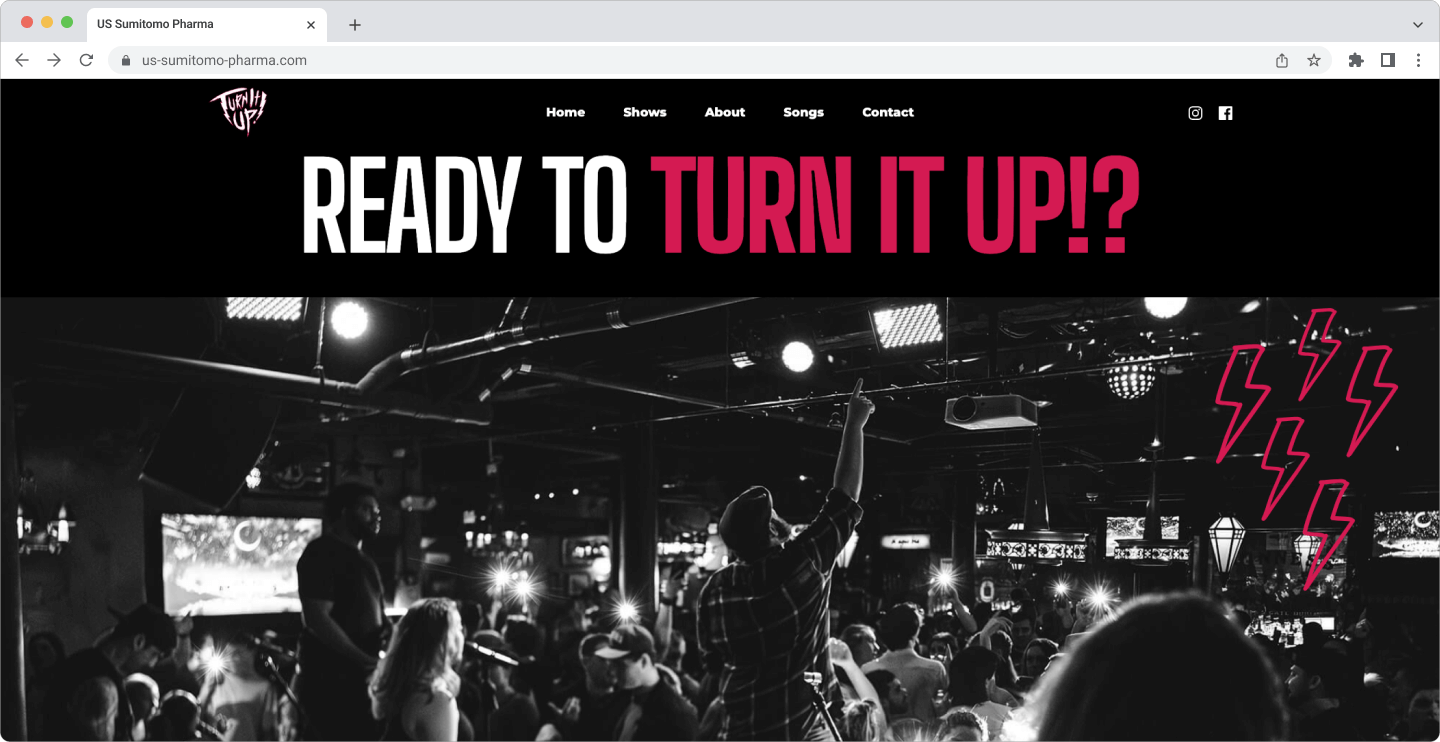 US Sumitomo Pharma
us-sumitomo-pharma.com
TURN IT UP!
Home Shows About Songs Contact
READY TO TURN IT UP!?